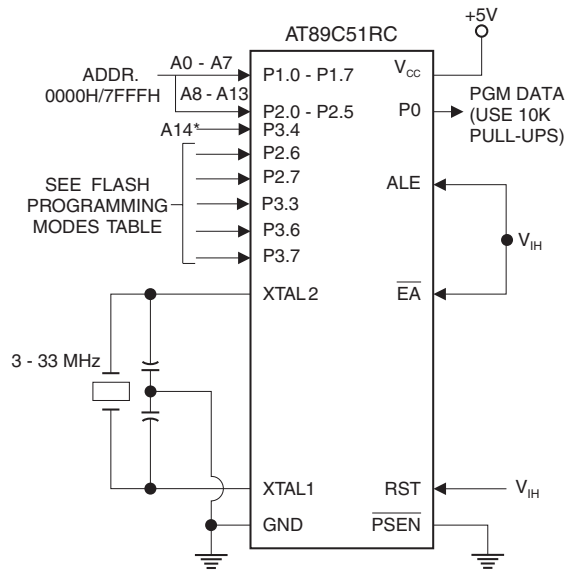 +5V
AT89C51RC
A0 - A7
ADDR.
0000H/7FFFH
P1.0 - P1.7
VCC
A8 - A13
P2.0 - P2.5
P0
PGM DATA
(USE 10K
PULL-UPS)
A14*
P3.4
P2.6
P2.7
ALE
SEE FLASH
PROGRAMMING
MODES TABLE
P3.3
P3.6
P3.7
VIH
XTAL2
EA
3 - 33 MHz
XTAL1
RST
VIH
GND
PSEN